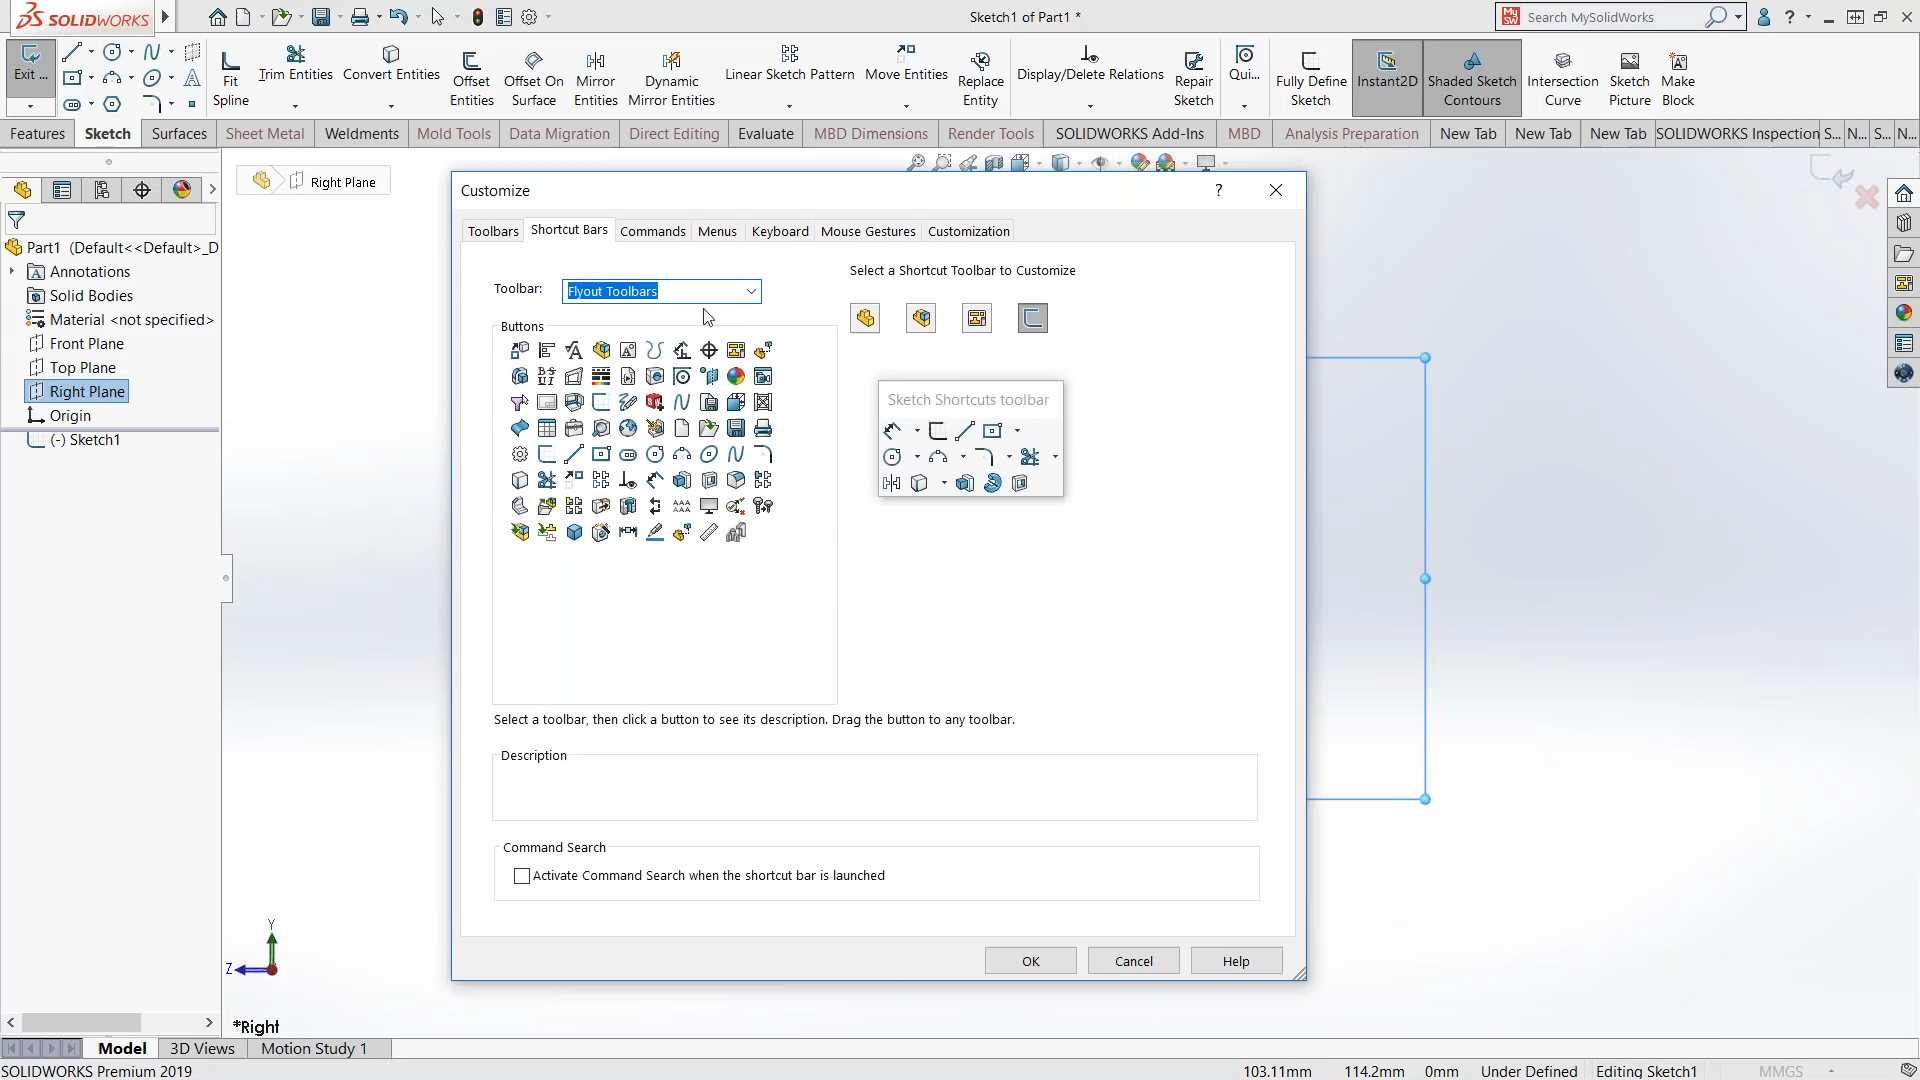 SOLIDWORKS
Sketch1 of Part1 *
Search MySolidWorks
Exit ...
Fit Spline
Trim Entities
Convert Entities
Offset Entities
Offset On Surface
Mirror Entities
Dynamic Mirror Entities
Linear Sketch Pattern
Move Entities
Replace Entity
Display/Delete Relations
Repair Sketch
Qui...
Fully Define Sketch
Instant2D
Shaded Sketch Contours
Intersection Curve
Sketch Picture
Make Block
Features
Sketch
Surfaces
Sheet Metal
Weldments
Mold Tools
Data Migration
Direct Editing
Evaluate
MBD Dimensions
Render Tools
SOLIDWORKS Add-Ins
MBD
Analysis Preparation
New Tab
New Tab
New Tab
SOLIDWORKS Inspection
S...
N...
S...
N...
Right Plane
Part1 (Default<<Default>_D
Annotations
Solid Bodies
Material <not specified>
Front Plane
Top Plane
Right Plane
Origin
(-) Sketch1
Customize
?
Toolbars
Shortcut Bars
Commands
Menus
Keyboard
Mouse Gestures
Customization
Toolbar:
Flyout Toolbars
Select a Shortcut Toolbar to Customize
Buttons
Sketch Shortcuts toolbar
Select a toolbar, then click a button to see its description. Drag the button to any toolbar.
Description
Command Search
Activate Command Search when the shortcut bar is launched
OK
Cancel
Help
Y
Z
*Right
Model
3D Views
Motion Study 1
SOLIDWORKS Premium 2019
103.11mm
114.2mm
0mm
Under Defined
Editing Sketch1
MMGS